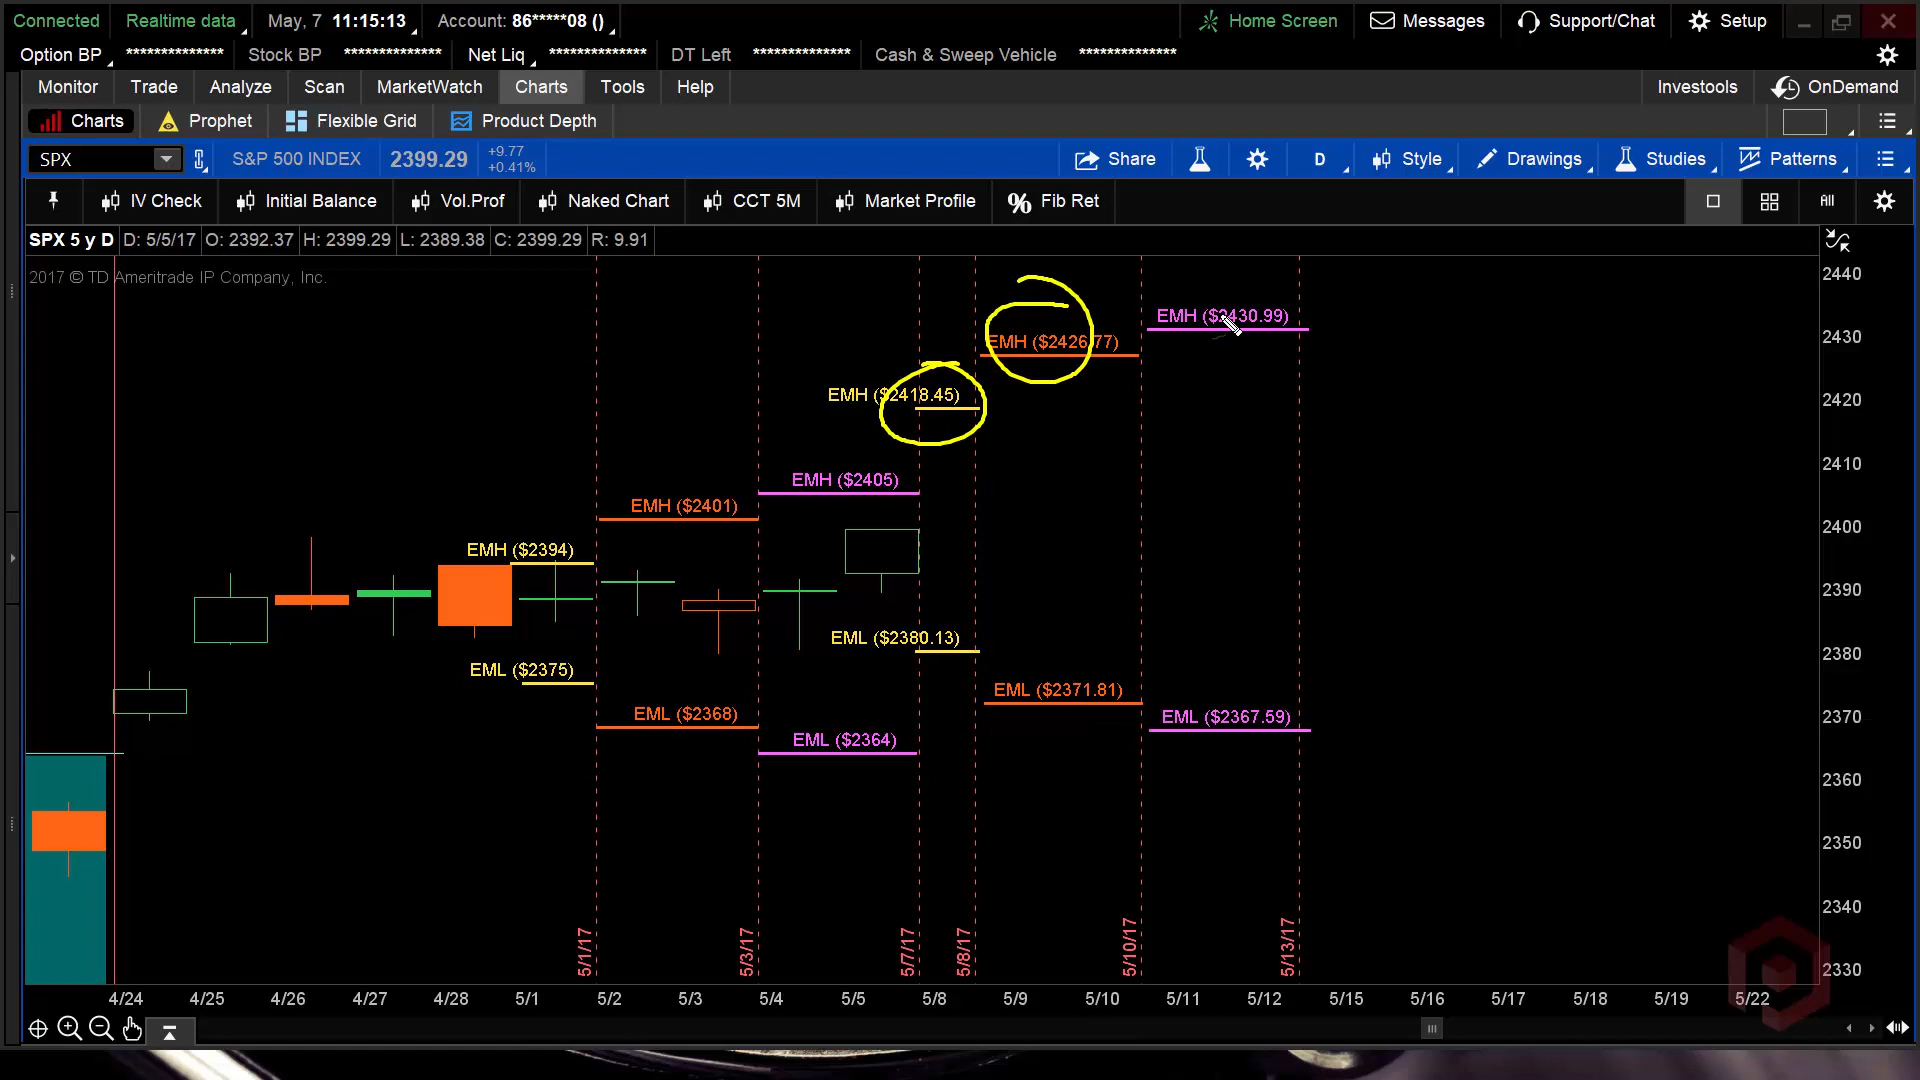 Connected Realtime data May, 7 11:15:13 Account: 86*****08 () Home Screen Messages Support/Chat Setup
Option BP ************** Stock BP ************** Net Liq ************** DT Left ************** Cash & Sweep Vehicle **************
Monitor Trade Analyze Scan MarketWatch Charts Tools Help Investools OnDemand
Charts Prophet Flexible Grid Product Depth
SPX S&P 500 INDEX 2399.29 +9.77 +0.41% Share D Style Drawings Studies Patterns
IV Check Initial Balance Vol.Prof Naked Chart CCT 5M Market Profile % Fib Ret All
SPX 5 y D D: 5/5/17 O: 2392.37 H: 2399.29 L: 2389.38 C: 2399.29 R: 9.91
2017 © TD Ameritrade IP Company, Inc.
2440
EMH ($2430.99)
2430
EMH ($2426.77)
2420
EMH ($2418.45)
2410
EMH ($2405)
EMH ($2401)
2400
EMH ($2394)
2390
EML ($2380.13)
2380
EML ($2375)
EML ($2371.81)
EML ($2368)
EML ($2367.59)
2370
EML ($2364)
2360
2350
2340
2330
5/1/17 5/3/17 5/7/17 5/8/17 5/10/17 5/13/17
4/24 4/25 4/26 4/27 4/28 5/1 5/2 5/3 5/4 5/5 5/8 5/9 5/10 5/11 5/12 5/15 5/16 5/17 5/18 5/19 5/22